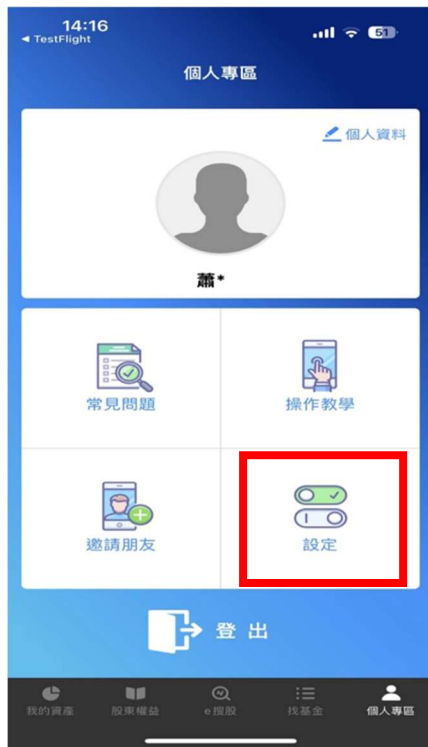 14:16
51
◀ TestFlight
個人專區
個人資料
蕭*
常見問題
操作教學
邀請朋友
設定
登出
我的資產
股東權益
e搜股
找基金
個人專區